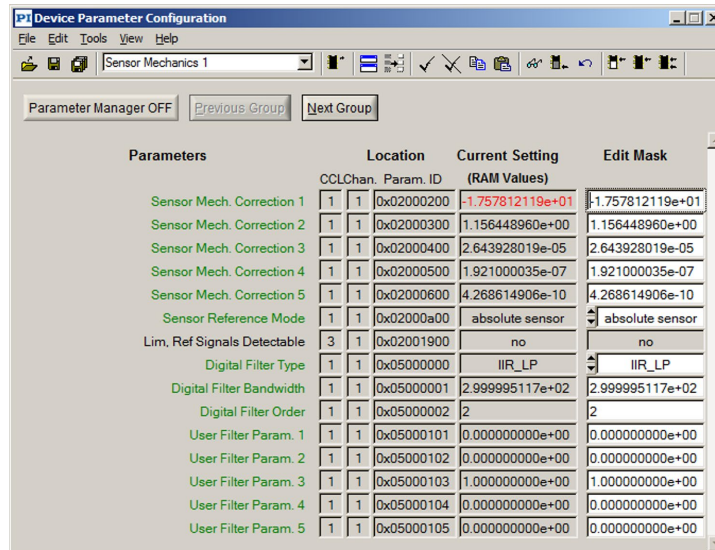 PI Device Parameter Configuration
File Edit Tools View Help
Sensor Mechanics 1
Parameter Manager OFF Previous Group Next Group
Parameters Location Current Setting Edit Mask
CCL Chan. Param. ID (RAM Values)
Sensor Mech. Correction 1 1 1 0x02000200 -1.757812119e+01 -1.757812119e+01
Sensor Mech. Correction 2 1 1 0x02000300 1.156448960e+00 1.156448960e+00
Sensor Mech. Correction 3 1 1 0x02000400 2.643928019e-05 2.643928019e-05
Sensor Mech. Correction 4 1 1 0x02000500 1.921000035e-07 1.921000035e-07
Sensor Mech. Correction 5 1 1 0x02000600 4.268614906e-10 4.268614906e-10
Sensor Reference Mode 1 1 0x02000a00 absolute sensor absolute sensor
Lim, Ref Signals Detectable 3 1 0x02001900 no no
Digital Filter Type 1 1 0x05000000 IIR_LP IIR_LP
Digital Filter Bandwidth 1 1 0x05000001 2.999995117e+02 2.999995117e+02
Digital Filter Order 1 1 0x05000002 2 2
User Filter Param. 1 1 1 0x05000101 0.000000000e+00 0.000000000e+00
User Filter Param. 2 1 1 0x05000102 0.000000000e+00 0.000000000e+00
User Filter Param. 3 1 1 0x05000103 1.000000000e+00 1.000000000e+00
User Filter Param. 4 1 1 0x05000104 0.000000000e+00 0.000000000e+00
User Filter Param. 5 1 1 0x05000105 0.000000000e+00 0.000000000e+00